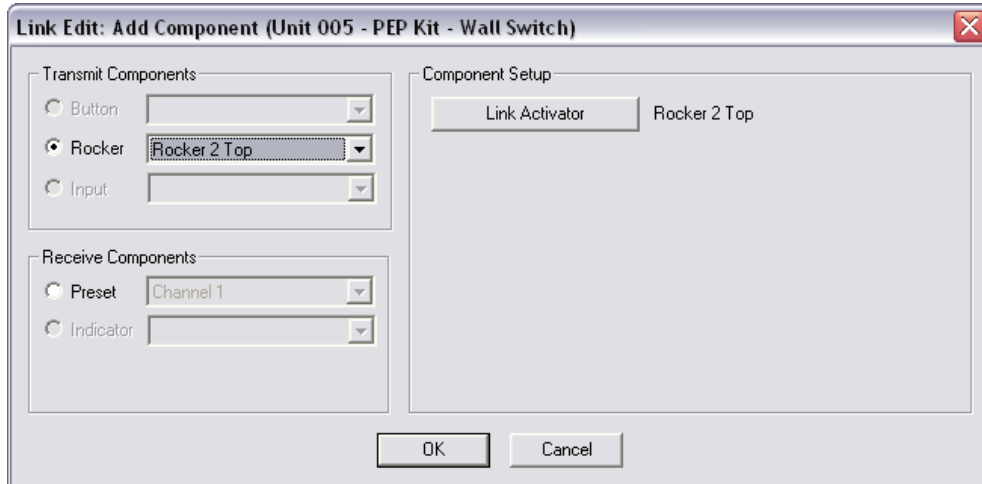 Link Edit: Add Component (Unit 005 - PEP Kit - Wall Switch)
Transmit Components
Button
Rocker Rocker 2 Top
Input
Receive Components
Preset Channel 1
Indicator
Component Setup
Link Activator Rocker 2 Top
OK Cancel